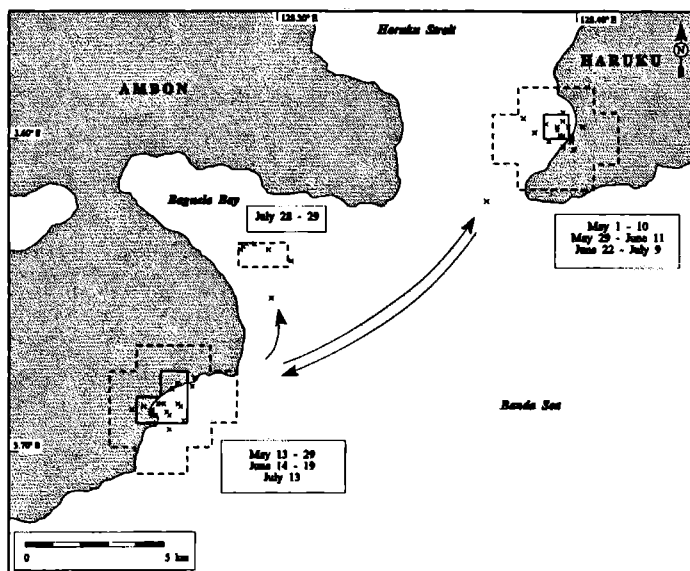 128.30° E
128.40° E
Haruku Strait
N
HARUKU
AMBON
3.60° S
Baguala Bay
July 28 - 29
May 1 - 10
May 29 - June 11
June 22 - July 9
Banda Sea
3.70° S
May 13 - 29
June 14 - 19
July 13
0 5 km